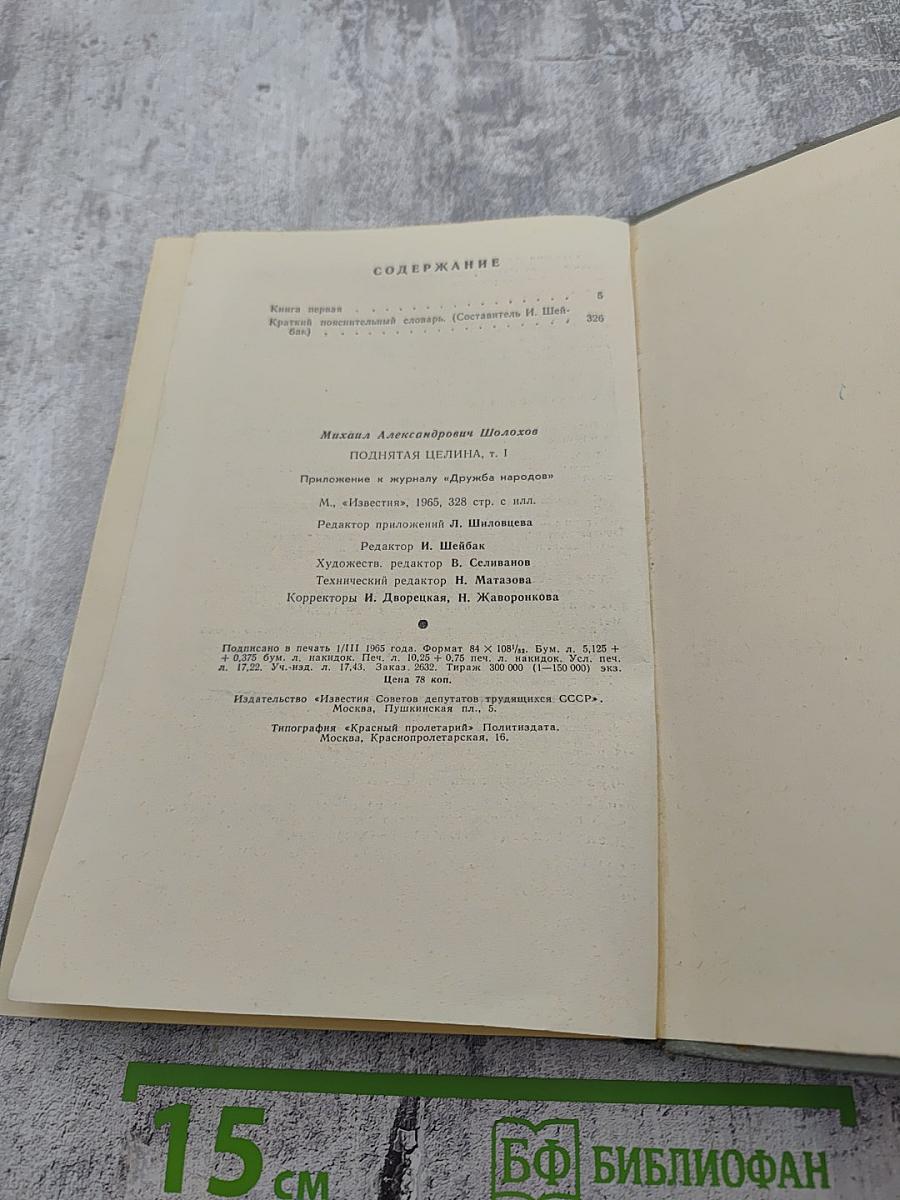 СОДЕРЖАНИЕ
Книга первая . . . . . . . . . . . . . . . . 5
Краткий пояснительный словарь. (Составитель И. Шей-
бак) . . . . . . . . . . . . . . . . . . 326
Михаил Александрович Шолохов
ПОДНЯТАЯ ЦЕЛИНА, т. I
Приложение к журналу «Дружба народов»
М., «Известия», 1965, 328 стр. с илл.
Редактор приложений Л. Шиловцева
Редактор И. Шейбак
Художеств. редактор В. Селиванов
Технический редактор Н. Матазова
Корректоры И. Дворецкая, Н. Жаворонкова
Подписано в печать 1/III 1965 года. Формат 84 × 108¹/₃₂. Бум. л. 5,125 +
+ 0,375 бум. л. накидок. Печ. л. 10,25 + 0,75 печ. л. накидок. Усл. печ.
л. 17,22. Уч.-изд. л. 17,43. Заказ 2632. Тираж 300 000 (1—150 000) экз.
Цена 78 коп.
Издательство «Известия Советов депутатов трудящихся СССР».
Москва, Пушкинская пл., 5.
Типография «Красный пролетарий» Политиздата.
Москва, Краснопролетарская, 16.
15 см
БФ БИБЛИОФАН